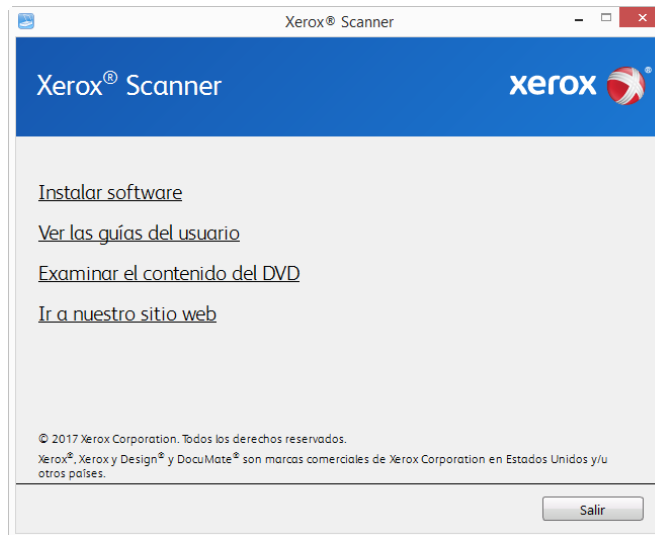 Xerox® Scanner
Xerox® Scanner
xerox ®
Instalar software
Ver las guías del usuario
Examinar el contenido del DVD
Ir a nuestro sitio web
© 2017 Xerox Corporation. Todos los derechos reservados.
Xerox®, Xerox y Design® y DocuMate® son marcas comerciales de Xerox Corporation en Estados Unidos y/u
otros países.
Salir